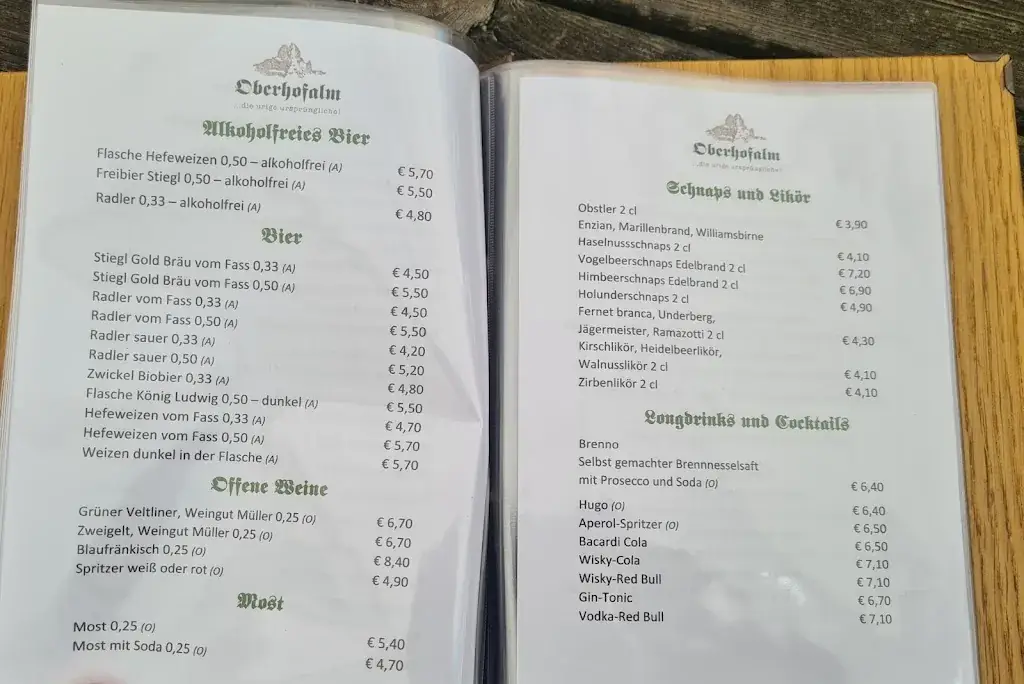 Oberhofalm
...die urige ursprüngliche!
Alkoholfreies Bier
Flasche Hefeweizen 0,50 – alkoholfrei (A) € 5,70
Freibier Stiegl 0,50 – alkoholfrei (A) € 5,50
Radler 0,33 – alkoholfrei (A) € 4,80
Bier
Stiegl Gold Bräu vom Fass 0,33 (A) € 4,50
Stiegl Gold Bräu vom Fass 0,50 (A) € 5,50
Radler vom Fass 0,33 (A) € 4,50
Radler vom Fass 0,50 (A) € 5,50
Radler sauer 0,33 (A) € 4,20
Radler sauer 0,50 (A) € 5,20
Zwickel Biobier 0,33 (A) € 4,80
Flasche König Ludwig 0,50 – dunkel (A) € 5,50
Hefeweizen vom Fass 0,33 (A) € 4,70
Hefeweizen vom Fass 0,50 (A) € 5,70
Weizen dunkel in der Flasche (A) € 5,70
Offene Weine
Grüner Veltliner, Weingut Müller 0,25 (O) € 6,70
Zweigelt, Weingut Müller 0,25 (O) € 6,70
Blaufränkisch 0,25 (O) € 8,40
Spritzer weiß oder rot (O) € 4,90
Most
Most 0,25 (O) € 5,40
Most mit Soda 0,25 (O) € 4,70
Oberhofalm
...die urige ursprüngliche!
Schnaps und Likör
Obstler 2 cl € 3,90
Enzian, Marillenbrand, Williamsbirne
Haselnussschnaps 2 cl € 4,10
Vogelbeerschnaps Edelbrand 2 cl € 7,20
Himbeerschnaps Edelbrand 2 cl € 6,90
Holunderschnaps 2 cl € 4,90
Fernet branca, Underberg,
Jägermeister, Ramazotti 2 cl € 4,30
Kirschlikör, Heidelbeerlikör,
Walnusslikör 2 cl € 4,10
Zirbenlikör 2 cl € 4,10
Longdrinks und Cocktails
Brenno
Selbst gemachter Brennnesselsaft
mit Prosecco und Soda (O) € 6,40
Hugo (O) € 6,40
Aperol-Spritzer (O) € 6,50
Bacardi Cola € 6,50
Wisky-Cola € 7,10
Wisky-Red Bull € 7,10
Gin-Tonic € 6,70
Vodka-Red Bull € 7,10